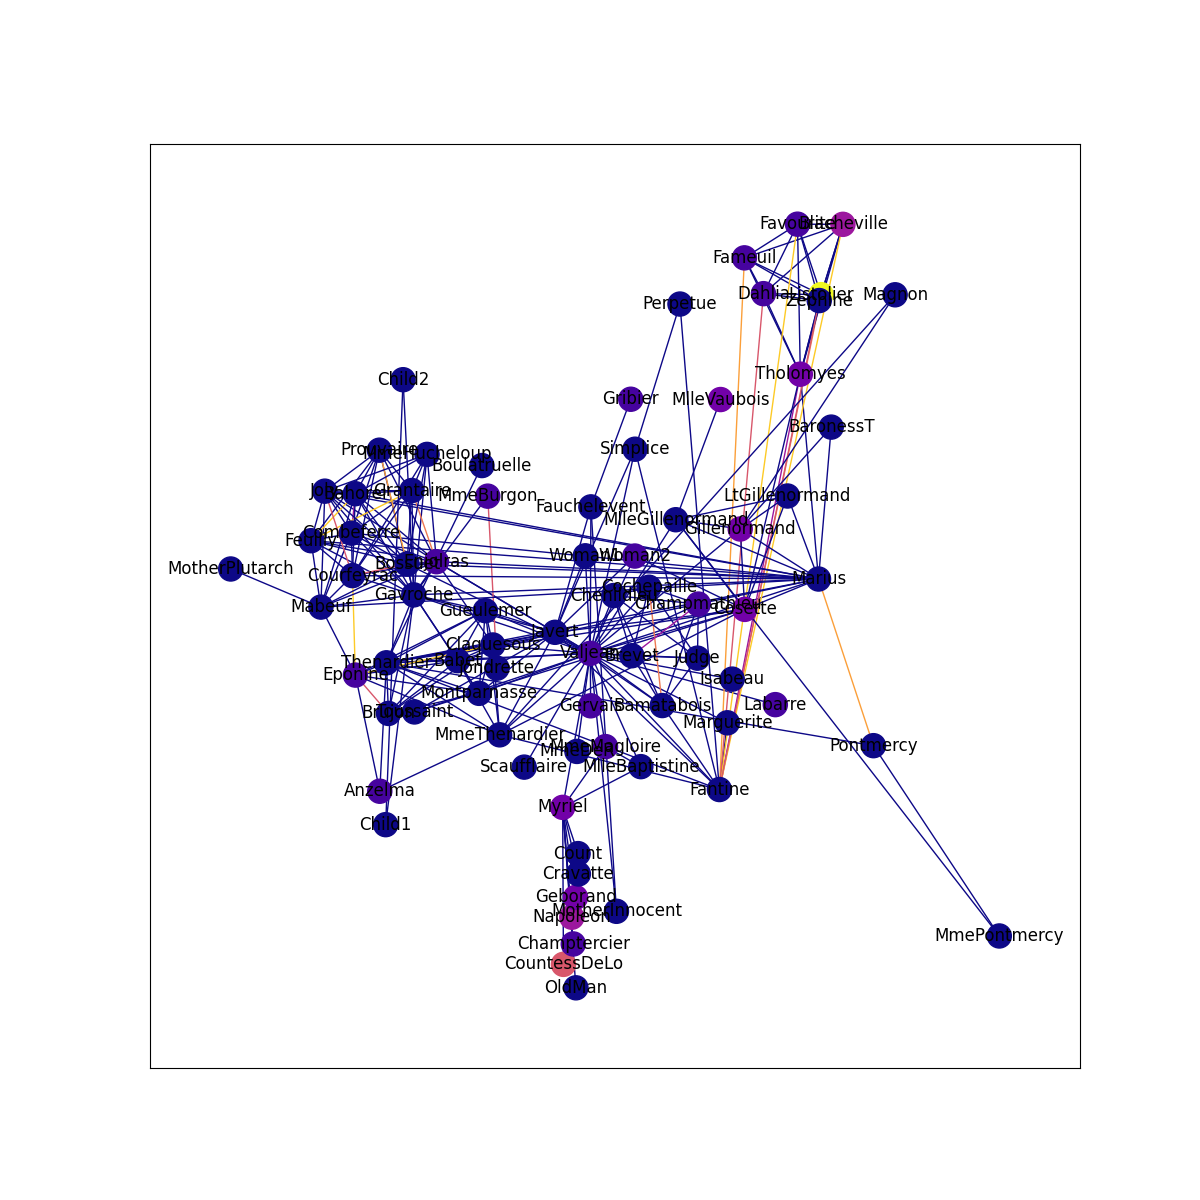 Favourite
Blacheville
Fameuil
Dahlia
Listolier
Zephine
Magnon
Perpetue
Tholomyes
Child2
Gribier
MlleVaubois
BaronessT
Prouvaire
MmeHucheloup
Simplice
Boulatruelle
Joly
Bahorel
Grantaire
MmeBurgon
LtGillenormand
Fauchelevent
MlleGillenormand
Gillenormand
Combeferre
Feuilly
Woman1
Woman2
Bossuet
Enjolras
MotherPlutarch
Courfeyrac
Marius
Cochepaille
Chenildieu
Gavroche
Champmathieu
Mabeuf
Gueulemer
Cosette
Javert
Claquesous
Valjean
Brevet
Judge
Thenardier
Babet
Jondrette
Eponine
Isabeau
Montparnasse
Gervais
Bamatabois
Labarre
Brujon
Toussaint
Marguerite
MmeThenardier
MmeMagloire
Pontmercy
Scaufflaire
MlleBaptistine
Anzelma
Fantine
Myriel
Child1
Count
Cravatte
Geborand
MotherInnocent
Napoleon
MmePontmercy
Champtercier
CountessDeLo
OldMan